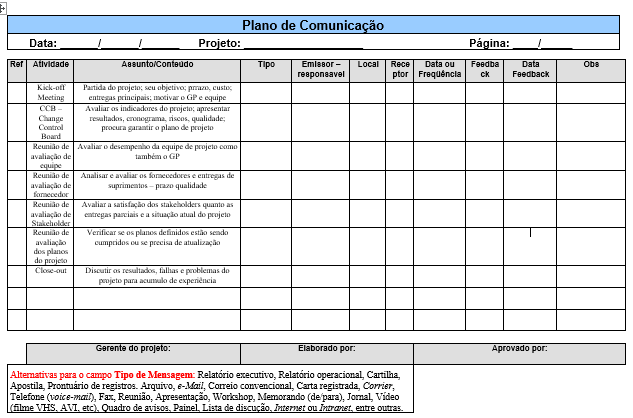 Plano de Comunicação
Data: ______/_____/______ Projeto: ___________________ Página: ____/_____
Ref Atividade Assunto/Conteúdo Tipo Emissor – responsavel Local Receptor Data ou Freqüência Feedback Data Feedback Obs
Kick-off Meeting
Partida do projeto; seu objetivo; prrazo, custo;
entregas principais; motivar o GP e equipe
CCB – Change Control Board
Avaliar os indicadores do projeto; apresentar
resultados, cronograma, riscos, qualidade;
procura garantir o plano de projeto
Reunião de avaliação de equipe
Avaliar o desempenho da equipe de projeto como
também o GP
Reunião de avaliação de fornecedor
Analisar e avaliar os fornecedores e entregas de
suprimentos – prazo qualidade
Reunião de avaliação de Stakeholder
Avaliar a satisfação dos stakeholders quanto as
entregas parciais e a situação atual do projeto
Reunião de avaliação dos planos do projeto
Verificar se os planos definidos estão sendo
cumpridos ou se precisa de atualização
Close-out
Discutir os resultados, falhas e problemas do
projeto para acumulo de experiência
Gerente do projeto: Elaborado por: Aprovado por:
Alternativas para o campo Tipo de Mensagem: Relatório executivo, Relatório operacional, Cartilha,
Apostila, Prontuário de registros. Arquivo, e-Mail, Correio convencional, Carta registrada, Corrier,
Telefone (voice-mail), Fax, Reunião, Apresentação, Workshop, Memorando (de/para), Jornal, Vídeo
(filme VHS, AVI, etc), Quadro de avisos, Painel, Lista de discução, Internet ou Intranet, entre outras.